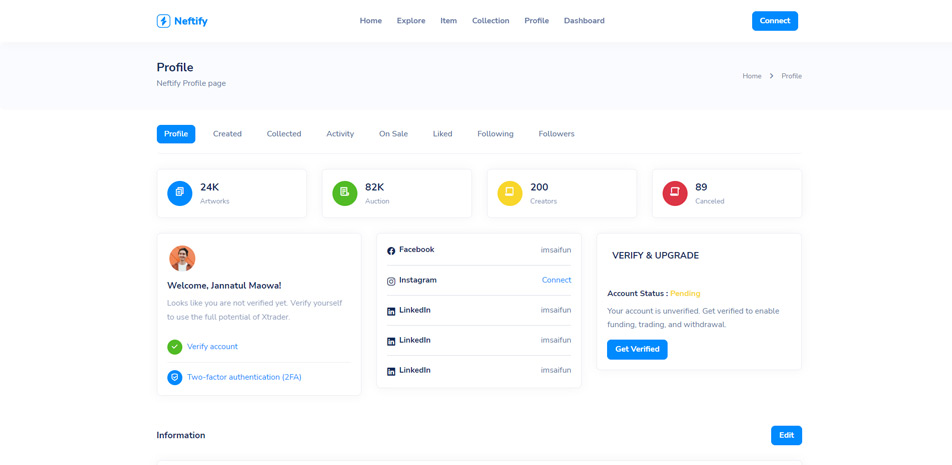 Neftify
Home Explore Item Collection Profile Dashboard
Connect
Profile
Neftify Profile page
Home > Profile
Profile Created Collected Activity On Sale Liked Following Followers
24K
Artworks
82K
Auction
200
Creators
89
Canceled
Welcome, Jannatul Maowa!
Looks like you are not verified yet. Verify yourself
to use the full potential of Xtrader.
Verify account
Two-factor authentication (2FA)
Facebook imsaifun
Instagram Connect
LinkedIn imsaifun
LinkedIn imsaifun
LinkedIn imsaifun
VERIFY & UPGRADE
Account Status : Pending
Your account is unverified. Get verified to enable
funding, trading, and withdrawal.
Get Verified
Information
Edit